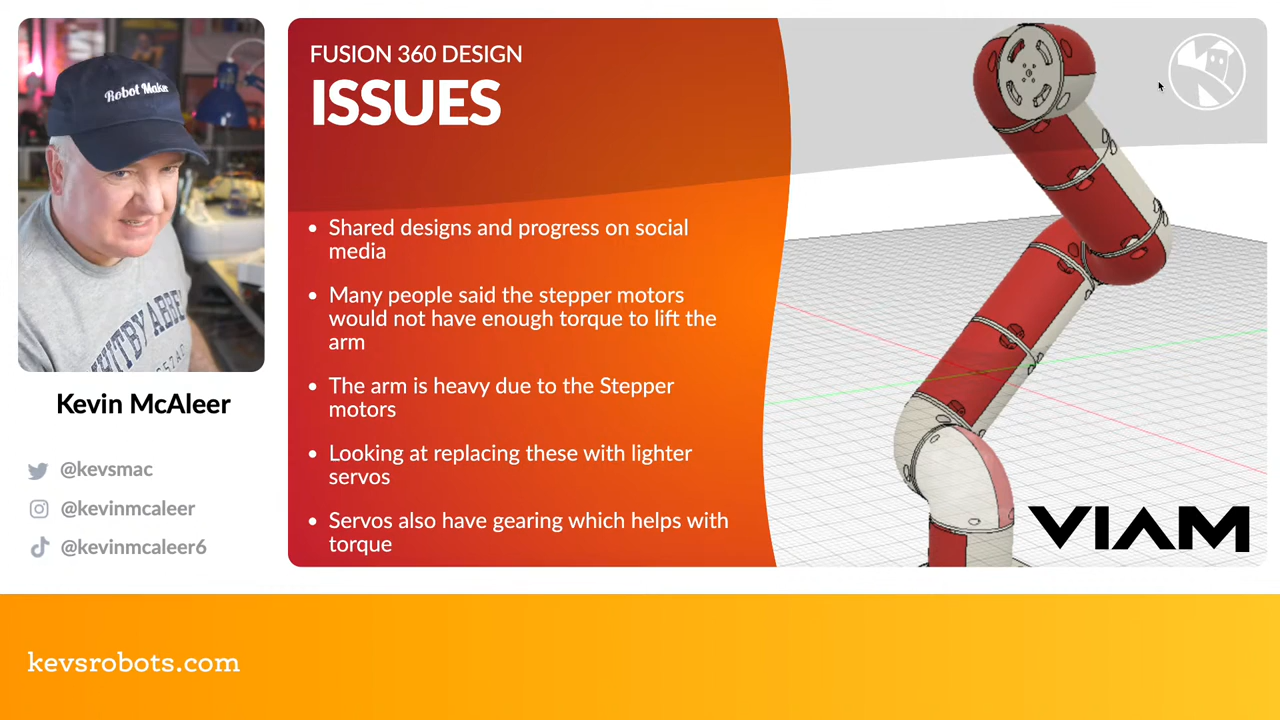 Robot Maker
FUSION 360 DESIGN
ISSUES
• Shared designs and progress on social
media
• Many people said the stepper motors
would not have enough torque to lift the
arm
• The arm is heavy due to the Stepper
motors
• Looking at replacing these with lighter
servos
• Servos also have gearing which helps with
torque
Kevin McAleer
@kevsmac
@kevinmcaleer
@kevinmcaleer6
VIAM
kevsrobots.com